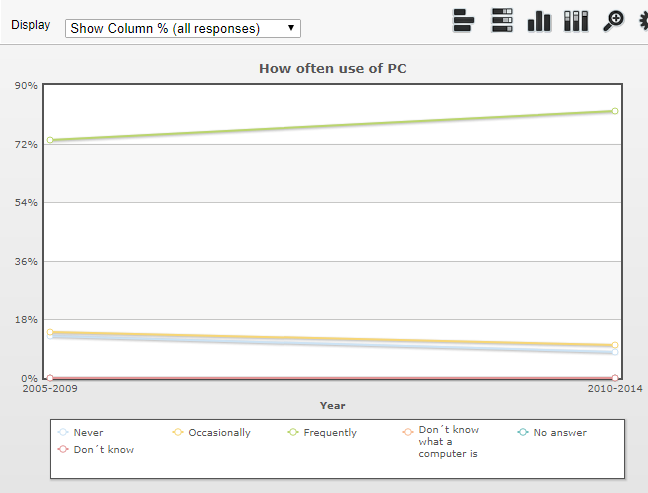 Display
Show Column % (all responses)
How often use of PC
90%
72%
54%
36%
18%
0%
2005-2009
2010-2014
Year
Never
Occasionally
Frequently
Don´t know
what a
computer is
No answer
Don´t know